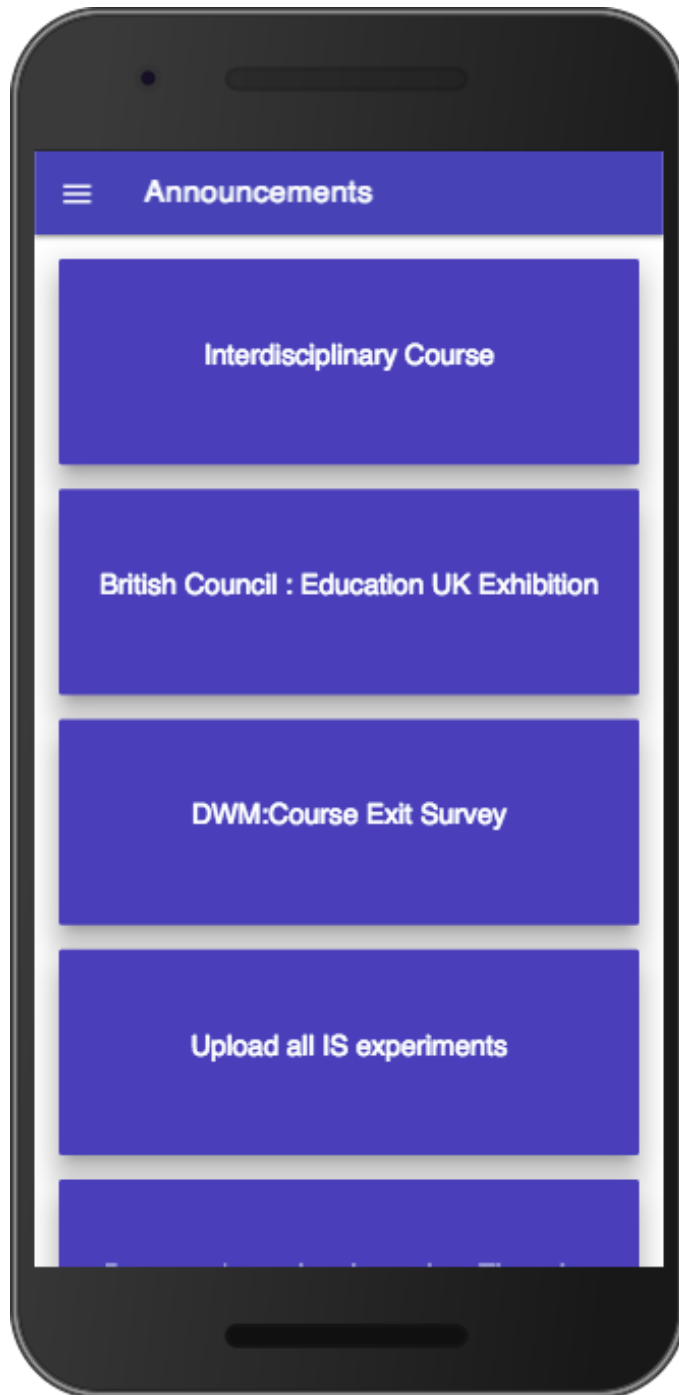 Announcements
Interdisciplinary Course
British Council : Education UK Exhibition
DWM:Course Exit Survey
Upload all IS experiments